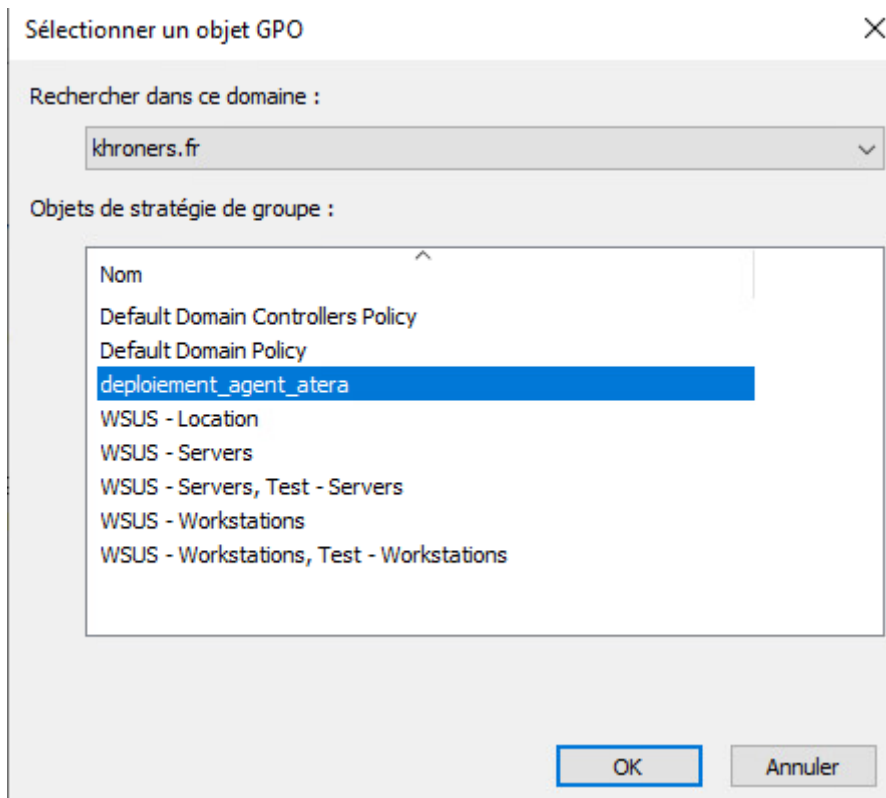 Sélectionner un objet GPO
Rechercher dans ce domaine :
khroners.fr
Objets de stratégie de groupe :
Nom
Default Domain Controllers Policy
Default Domain Policy
deploiement_agent_atera
WSUS - Location
WSUS - Servers
WSUS - Servers, Test - Servers
WSUS - Workstations
WSUS - Workstations, Test - Workstations
OK Annuler